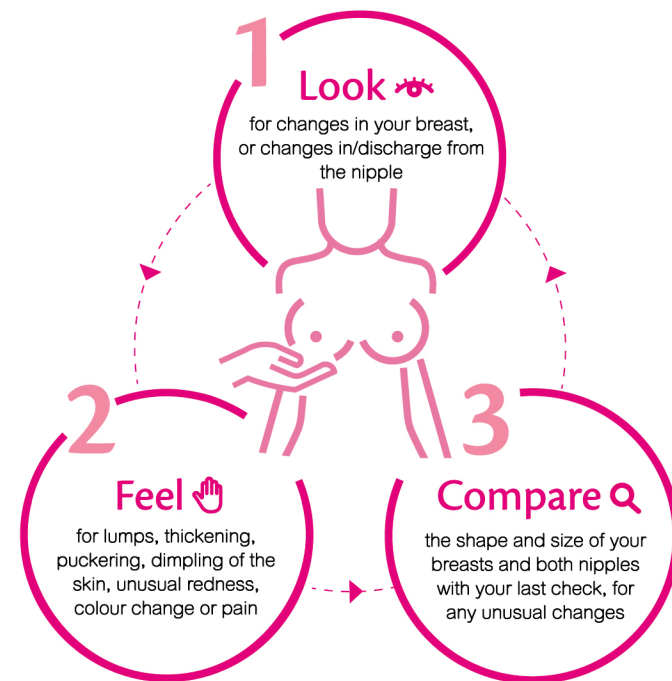 1
Look
for changes in your breast,
or changes in/discharge from
the nipple
2
Feel
for lumps, thickening,
puckering, dimpling of the
skin, unusual redness,
colour change or pain
3
Compare
the shape and size of your
breasts and both nipples
with your last check, for
any unusual changes